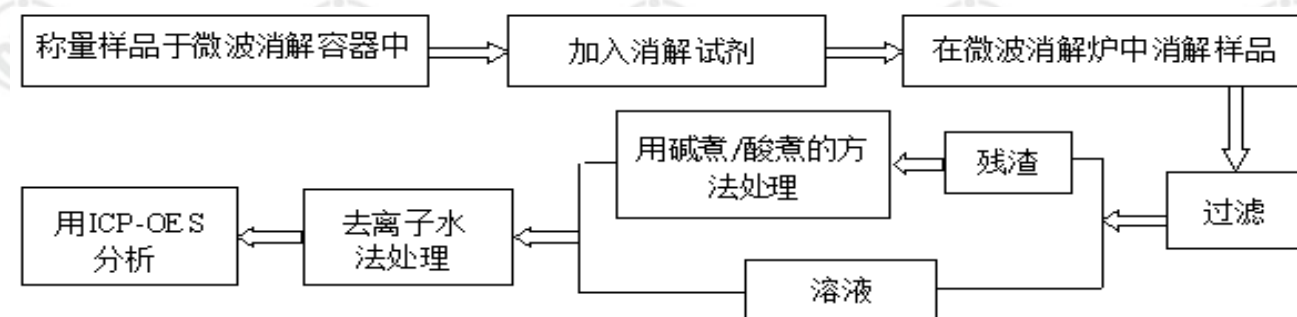 称量样品于微波消解容器中
加入消解试剂
在微波消解炉中消解样品
过滤
残渣
用碱煮/酸煮的方
法处理
溶液
去离子水
法处理
用ICP-OES
分析